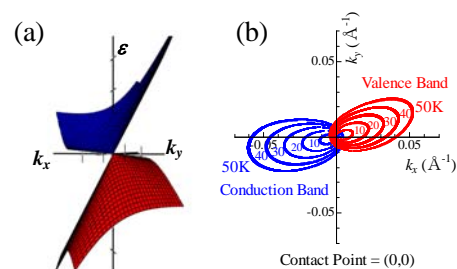 (a)
ε
k_x
k_y
(b)
k_y (Å⁻¹)
0.05
Valence Band
50K
40
30
20
10
-0.05
0.05
k_x (Å⁻¹)
10
20
30
40
50K
Conduction Band
-0.05
Contact Point = (0,0)